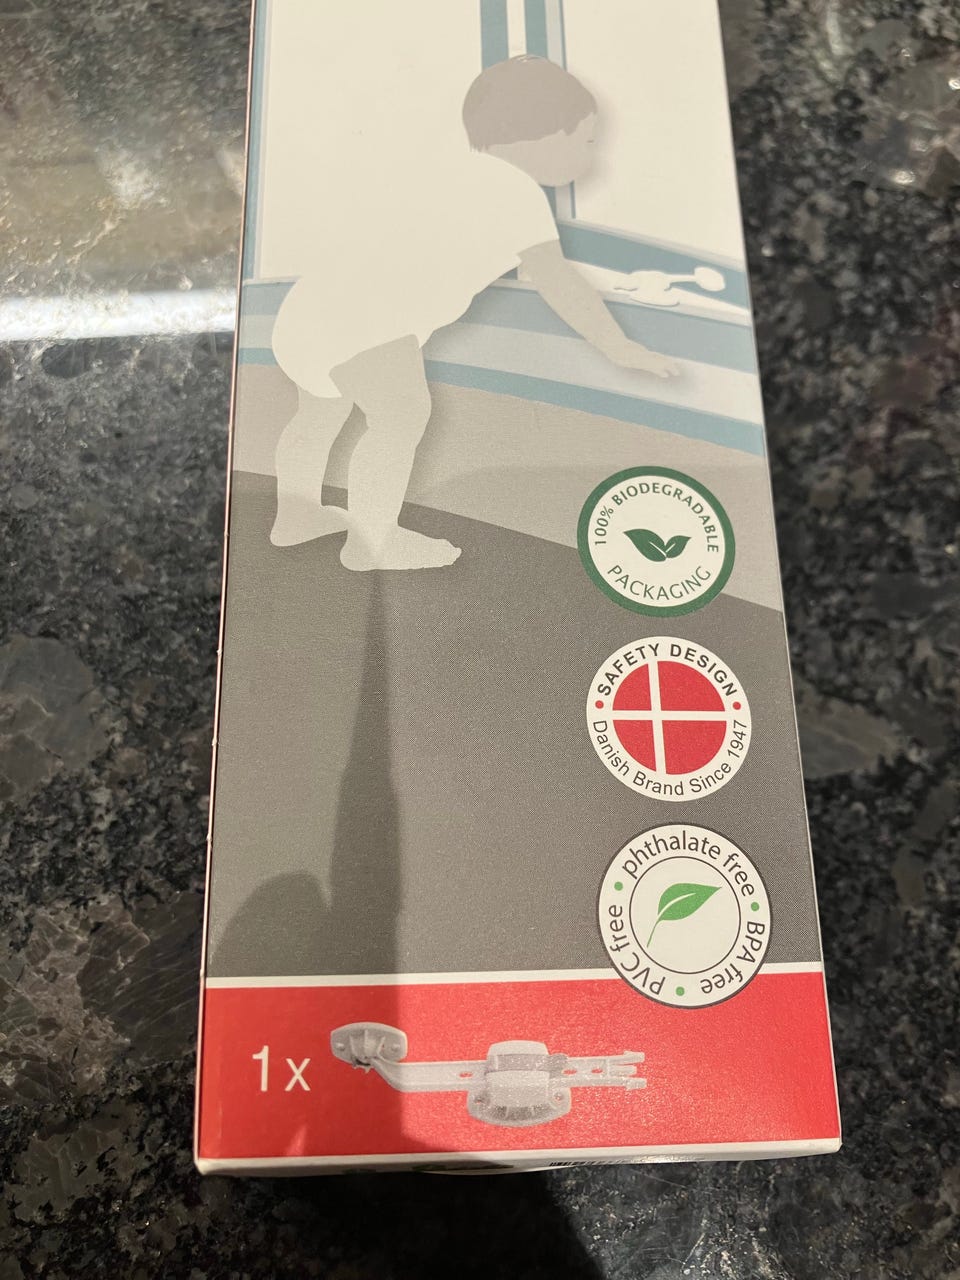 100% BIODEGRADABLE
PACKAGING
SAFETY DESIGN
Danish Brand Since 1947
phthalate free
BPA free
PVC free
1x